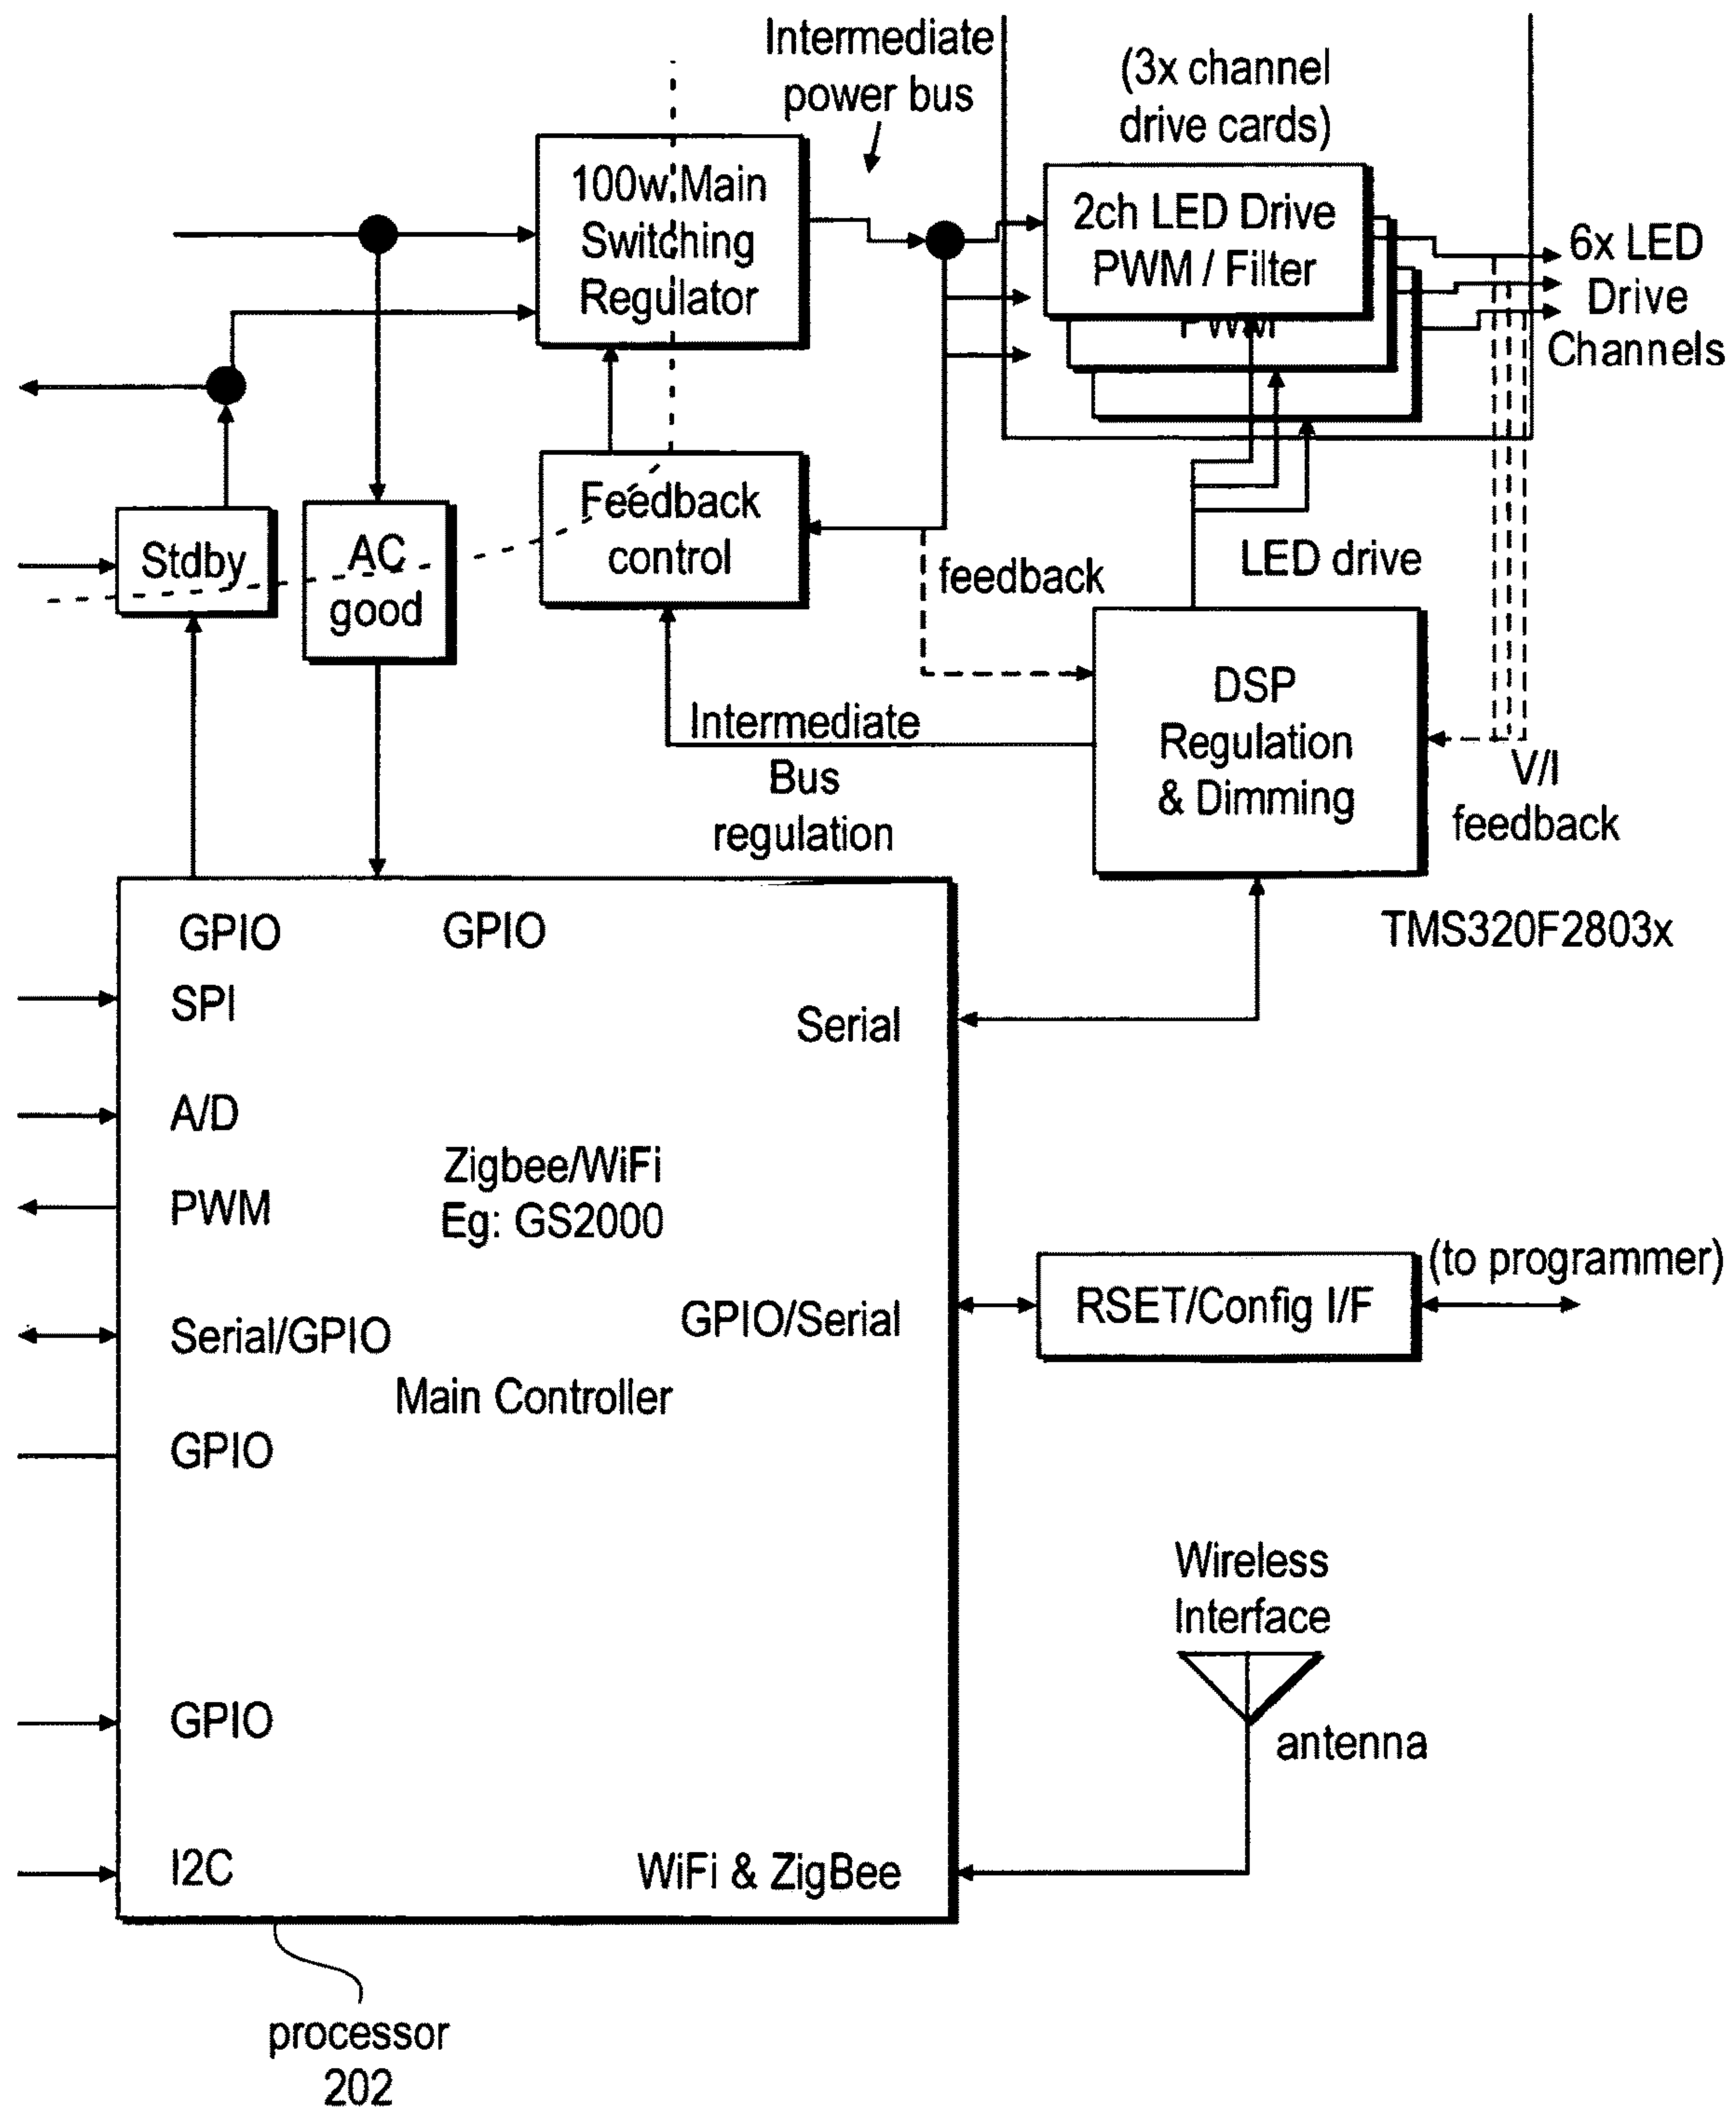 Intermediate
power bus
(3x channel
drive cards)
100w Main
Switching
Regulator
2ch LED Drive
PWM / Filter
PWM
6x LED
Drive
Channels
Stdby
AC
good
Feedback
control
feedback
LED drive
DSP
Regulation
& Dimming
Intermediate
Bus
regulation
V/I
feedback
TMS320F2803x
GPIO
GPIO
SPI
Serial
A/D
Zigbee/WiFi
Eg: GS2000
PWM
(to programmer)
RSET/Config I/F
GPIO/Serial
Serial/GPIO
Main Controller
GPIO
Wireless
Interface
antenna
GPIO
I2C
WiFi & ZigBee
processor
202